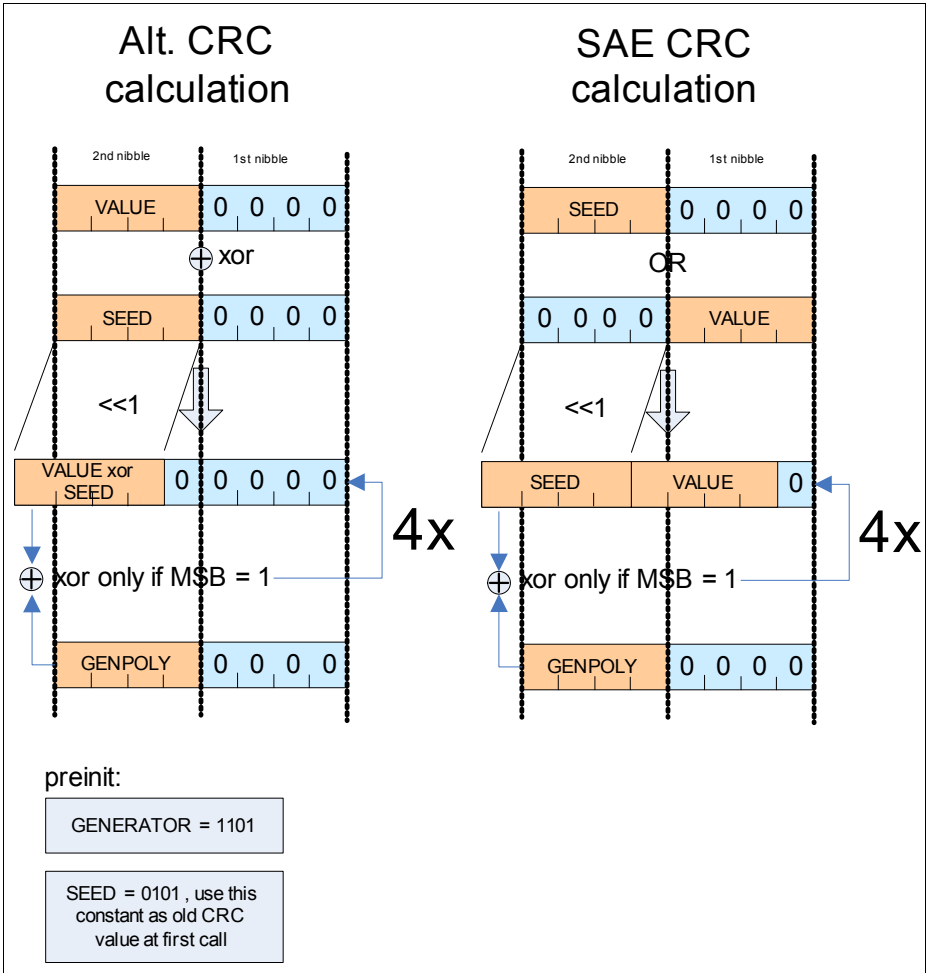 Alt. CRC
calculation
2nd nibble
1st nibble
VALUE
0 0 0 0
xor
SEED
0 0 0 0
<<1
VALUE xor
SEED
0 0 0 0 0
4x
xor only if MSB = 1
GENPOLY
0 0 0 0
preinit:
GENERATOR = 1101
SEED = 0101 , use this
constant as old CRC
value at first call
SAE CRC
calculation
2nd nibble
1st nibble
SEED
0 0 0 0
OR
0 0 0 0
VALUE
<<1
SEED
VALUE
0
4x
xor only if MSB = 1
GENPOLY
0 0 0 0